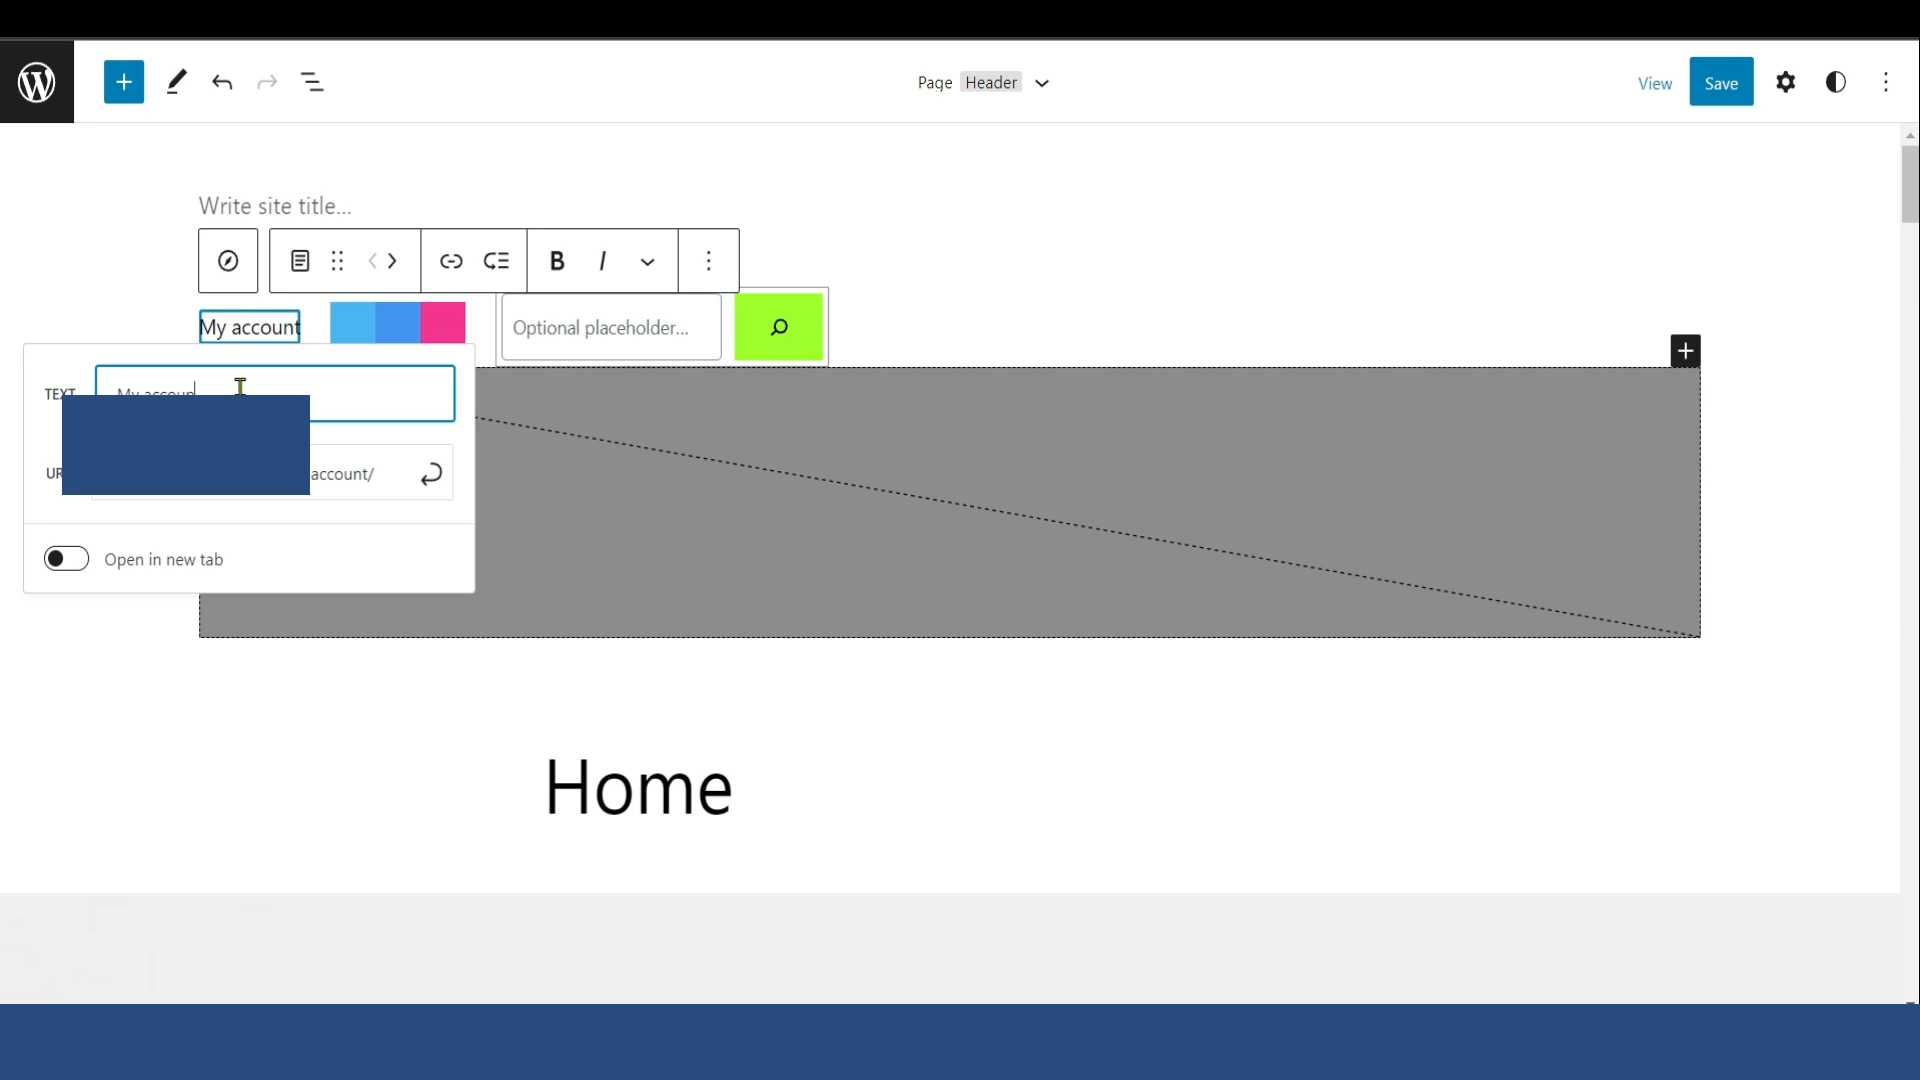 Page Header
View
Save
Write site title...
B I
My account
Optional placeholder...
TEXT
account/
Open in new tab
Home